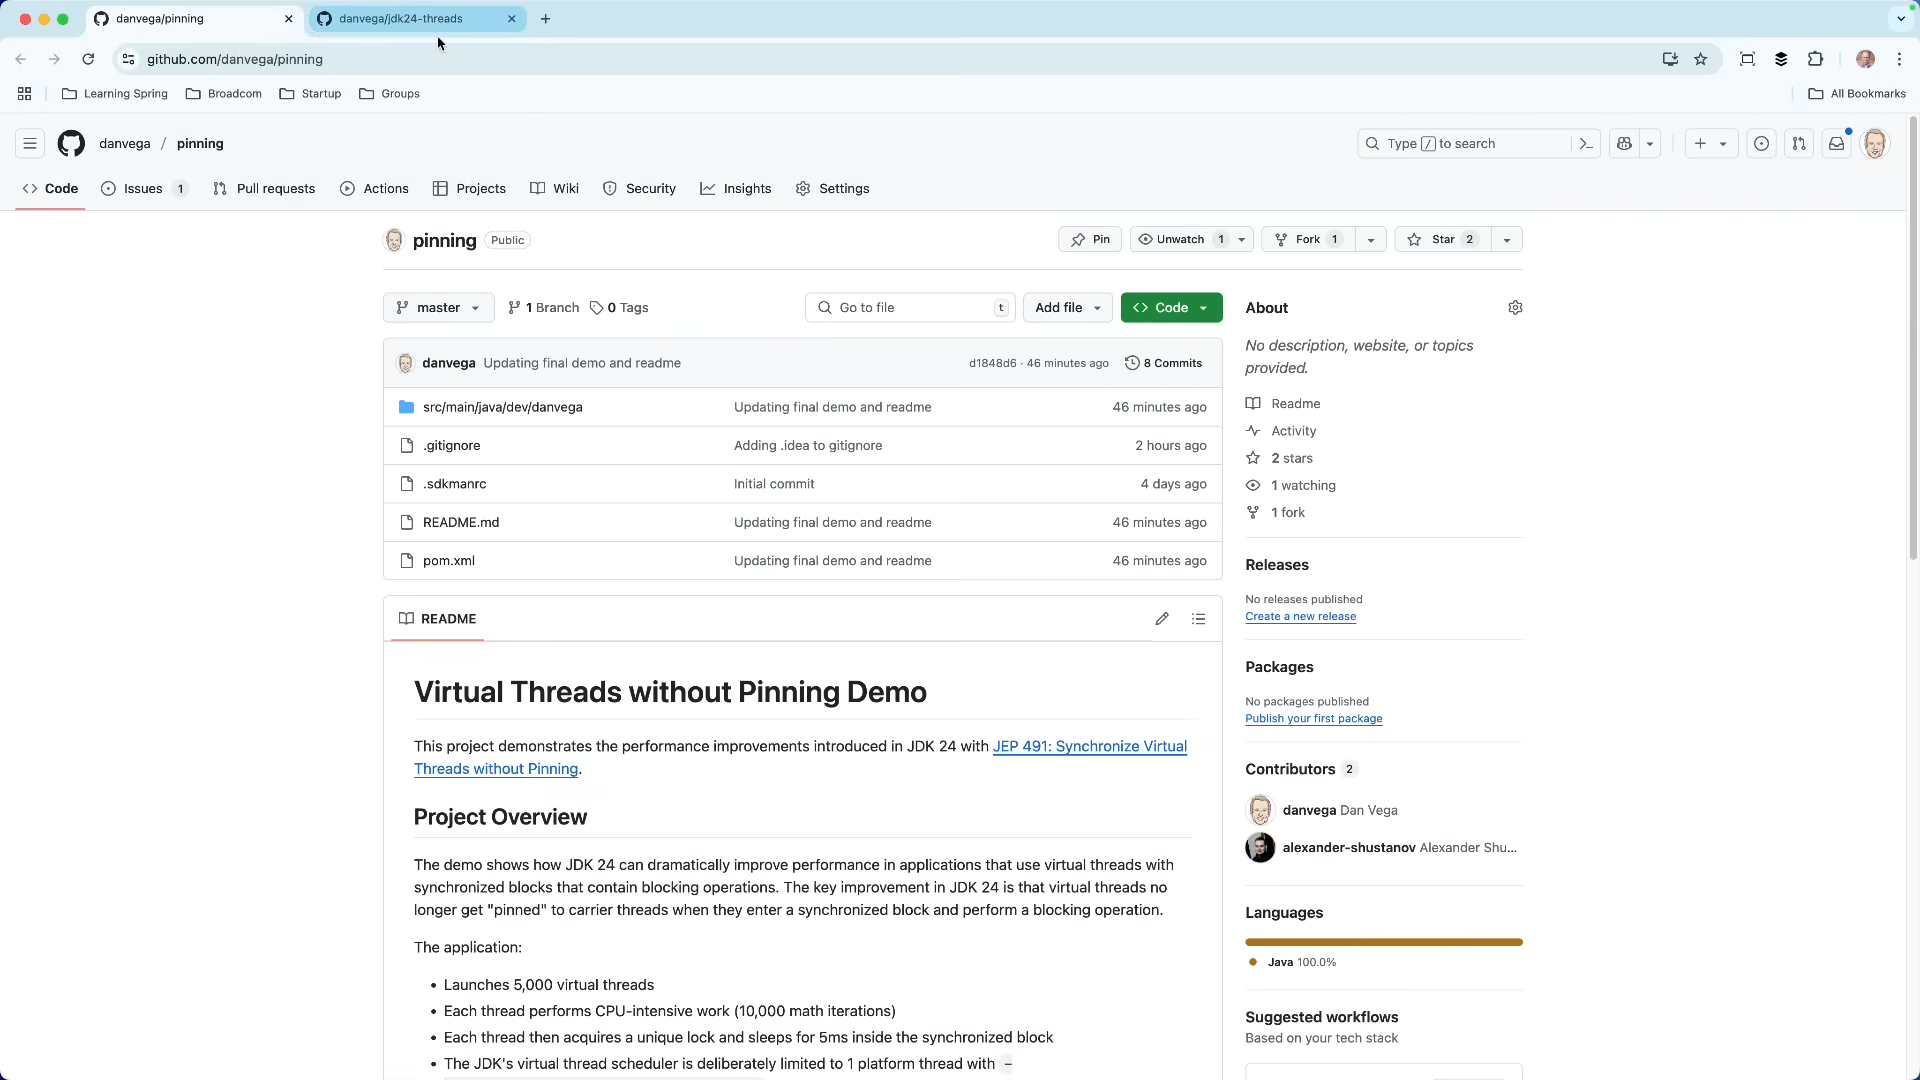 danvega/pinning
danvega/jdk24-threads
github.com/danvega/pinning
Learning Spring
Broadcom
Startup
Groups
All Bookmarks
danvega / pinning
Type / to search
Code
Issues 1
Pull requests
Actions
Projects
Wiki
Security
Insights
Settings
pinning Public
Pin
Unwatch 1
Fork 1
Star 2
master
1 Branch
0 Tags
Go to file t
Add file
Code
danvega Updating final demo and readme d1848d6 · 46 minutes ago 8 Commits
src/main/java/dev/danvega Updating final demo and readme 46 minutes ago
.gitignore Adding .idea to gitignore 2 hours ago
.sdkmanrc Initial commit 4 days ago
README.md Updating final demo and readme 46 minutes ago
pom.xml Updating final demo and readme 46 minutes ago
README
Virtual Threads without Pinning Demo
This project demonstrates the performance improvements introduced in JDK 24 with JEP 491: Synchronize Virtual
Threads without Pinning.
Project Overview
The demo shows how JDK 24 can dramatically improve performance in applications that use virtual threads with
synchronized blocks that contain blocking operations. The key improvement in JDK 24 is that virtual threads no
longer get "pinned" to carrier threads when they enter a synchronized block and perform a blocking operation.
The application:
• Launches 5,000 virtual threads
• Each thread performs CPU-intensive work (10,000 math iterations)
• Each thread then acquires a unique lock and sleeps for 5ms inside the synchronized block
• The JDK's virtual thread scheduler is deliberately limited to 1 platform thread with -
About
No description, website, or topics
provided.
Readme
Activity
2 stars
1 watching
1 fork
Releases
No releases published
Create a new release
Packages
No packages published
Publish your first package
Contributors 2
danvega Dan Vega
alexander-shustanov Alexander Shu...
Languages
Java 100.0%
Suggested workflows
Based on your tech stack